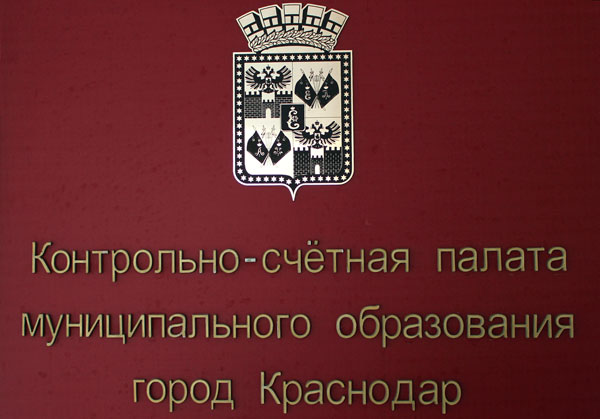 Контрольно-счётная палата
муниципального образования
город Краснодар